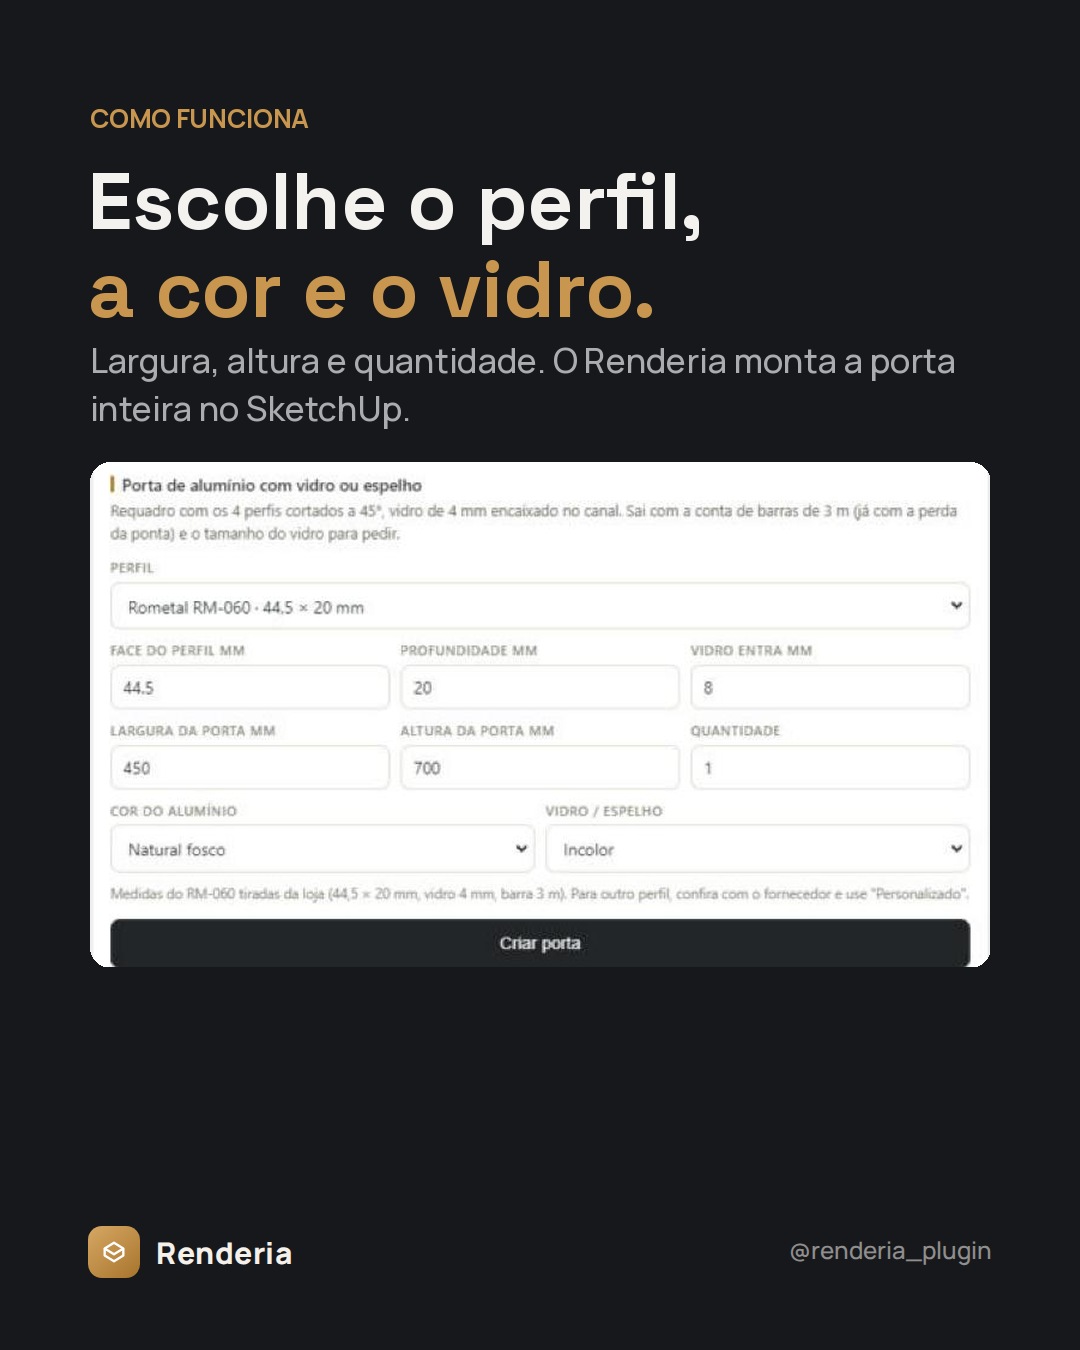 COMO FUNCIONA
Escolhe o perfil,
a cor e o vidro.
Largura, altura e quantidade. O Renderia monta a porta
inteira no SketchUp.
Porta de alumínio com vidro ou espelho
Requadro com os 4 perfis cortados a 45°, vidro de 4 mm encaixado no canal. Sai com a conta de barras de 3 m (já com a perda
da ponta) e o tamanho do vidro para pedir.
PERFIL
Rometal RM-060 · 44.5 × 20 mm
FACE DO PERFIL MM PROFUNDIDADE MM VIDRO ENTRA MM
44.5 20 8
LARGURA DA PORTA MM ALTURA DA PORTA MM QUANTIDADE
450 700 1
COR DO ALUMÍNIO VIDRO / ESPELHO
Natural fosco Incolor
Medidas do RM-060 tiradas da loja (44,5 × 20 mm, vidro 4 mm, barra 3 m). Para outro perfil, confira com o fornecedor e use "Personalizado".
Criar porta
Renderia @renderia_plugin